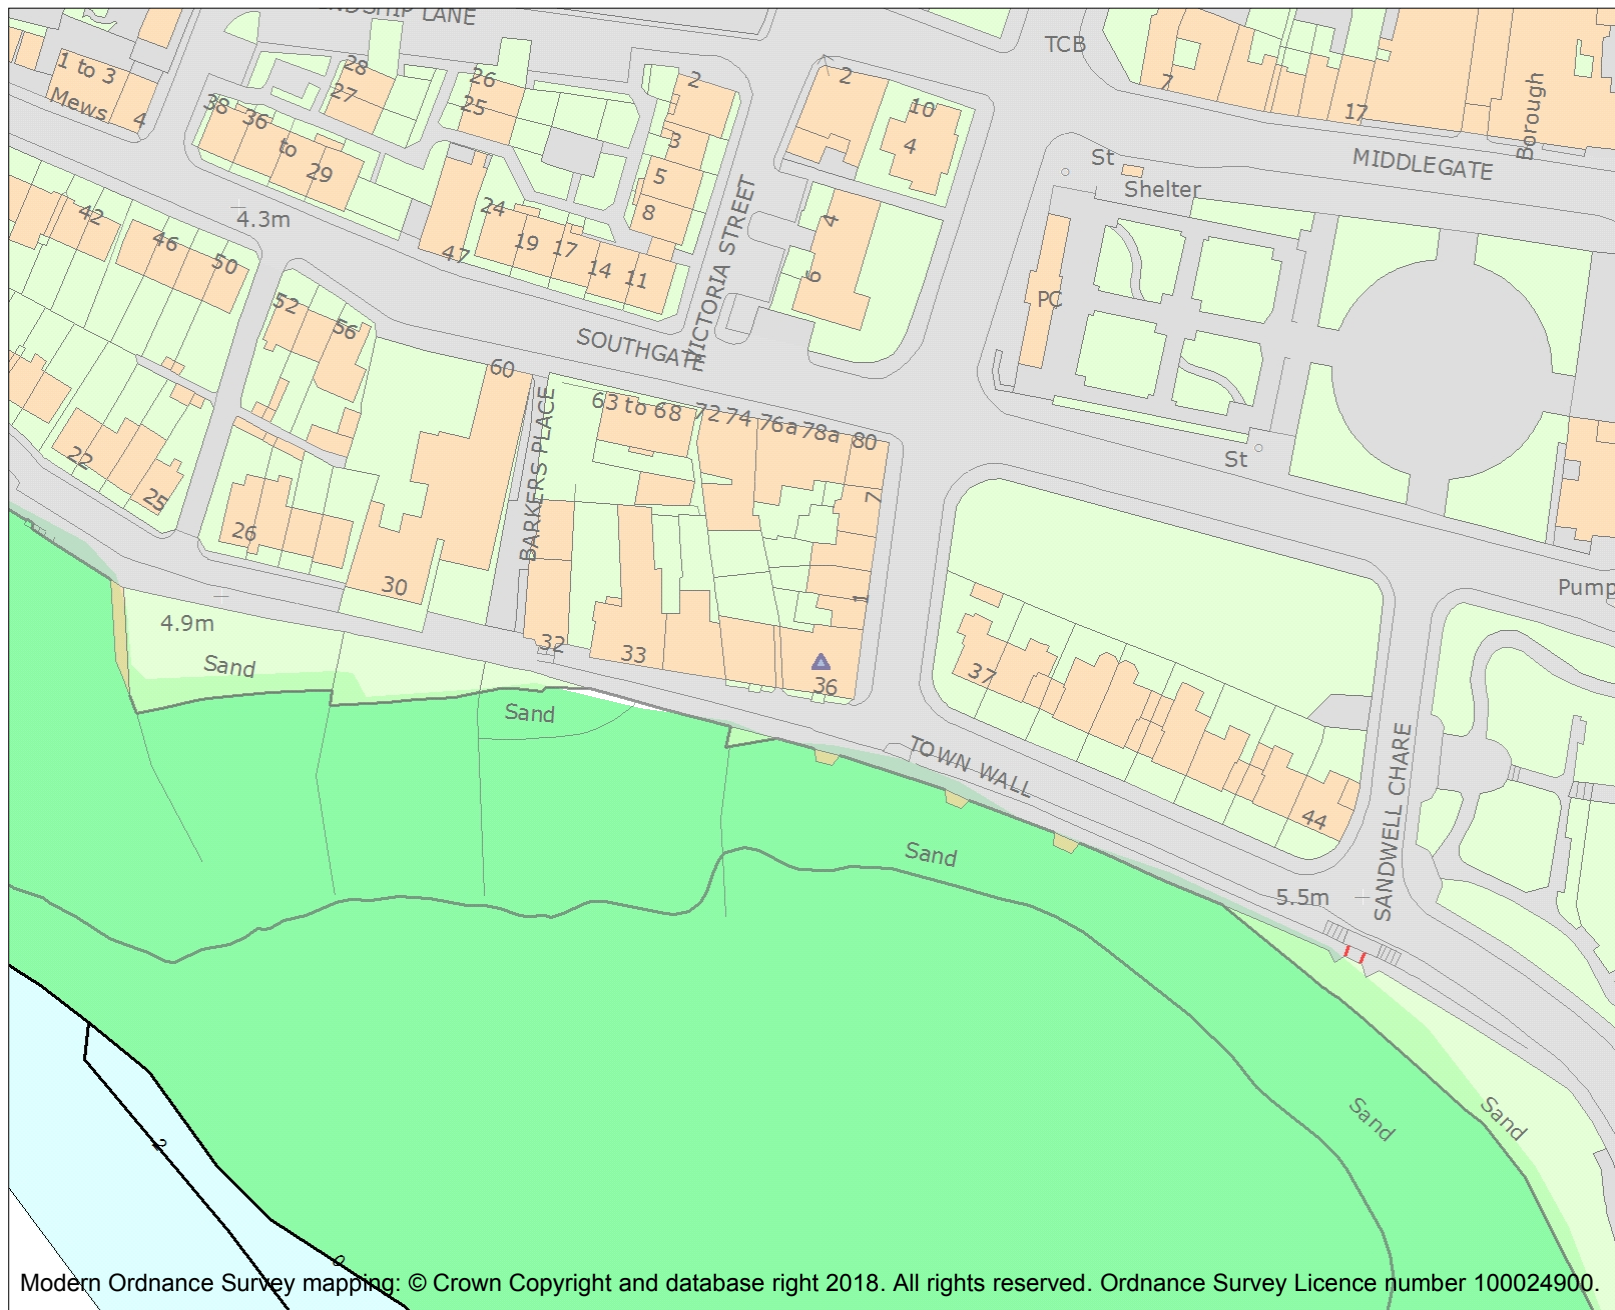 LANE
TCB
1 to 3
Mews
4
28
27
26
25
2
2
10
4
7
17
Borough
38
36
to
29
3
5
8
St
Shelter
MIDDLEGATE
42
4.3m
46
50
47
24
19
17
14
11
VICTORIA STREET
4
6
PC
52
56
SOUTHGATE
60
BARKERS PLACE
63 to 68
72
74
76a
78a
80
St
22
25
26
7
30
1
Pump
4.9m
Sand
32
33
36
37
Sand
TOWN WALL
44
SANDWELL CHARE
Sand
5.5m
Sand
Sand
2
0
Modern Ordnance Survey mapping: © Crown Copyright and database right 2018. All rights reserved. Ordnance Survey Licence number 100024900.